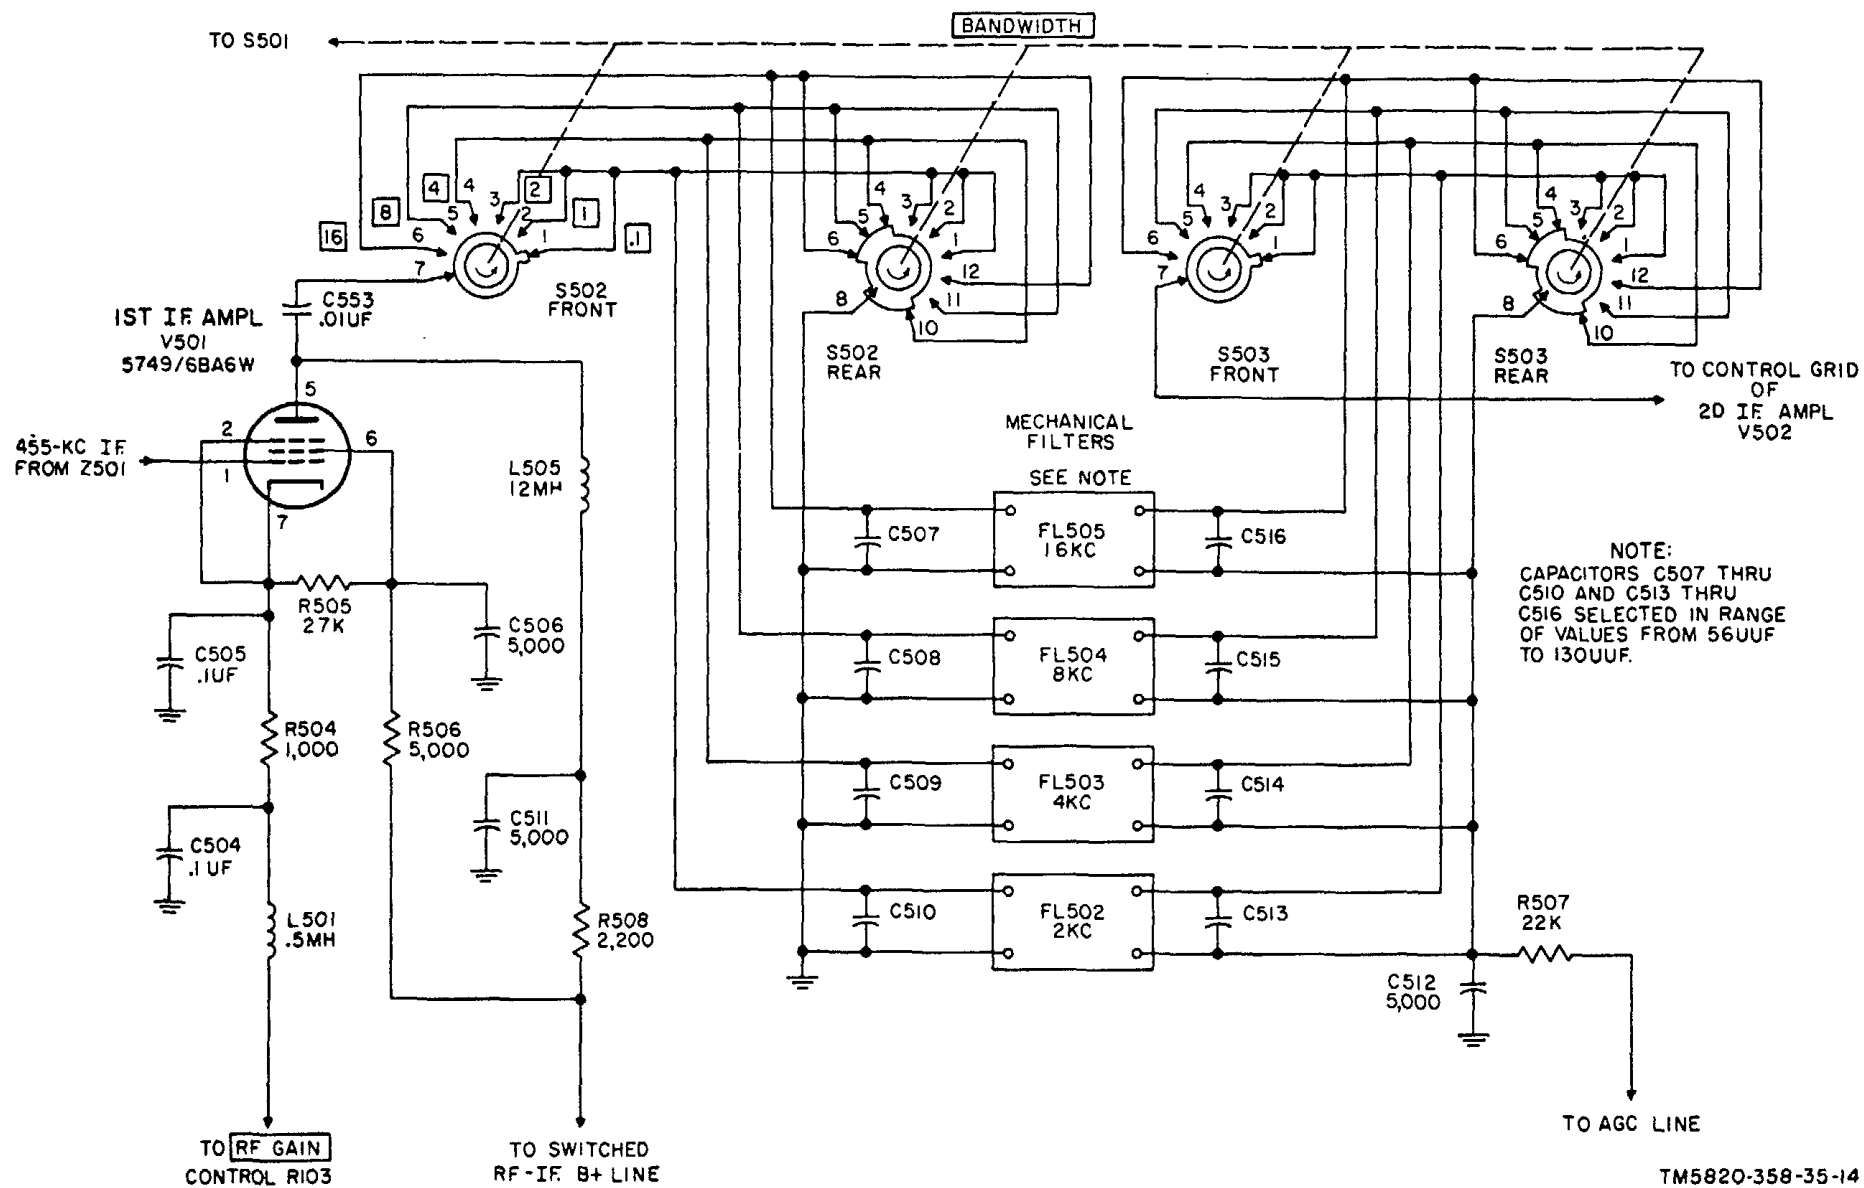 BANDWIDTH
TO S501
16
8
4
2
1
.1
7
6
5
4
3
2
1
S502
FRONT
6
5
4
3
2
1
12
11
10
8
S502
REAR
7
6
5
4
3
2
1
S503
FRONT
6
5
4
3
2
1
12
11
10
8
S503
REAR
C553
.01UF
1ST I.F. AMPL
V501
5749/6BA6W
5
2
6
1
7
455-KC I.F.
FROM Z501
L505
12MH
TO CONTROL GRID
OF
2D I.F. AMPL
V502
MECHANICAL
FILTERS
SEE NOTE
C507
FL505
16KC
C516
C508
FL504
8KC
C515
C509
FL503
4KC
C514
C510
FL502
2KC
C513
NOTE:
CAPACITORS C507 THRU
C510 AND C513 THRU
C516 SELECTED IN RANGE
OF VALUES FROM 56UUF
TO 130UUF.
R505
27K
C506
5,000
C505
.1UF
R504
1,000
R506
5,000
C504
.1UF
C511
5,000
L501
.5MH
R508
2,200
R507
22K
C512
5,000
TO RF GAIN
CONTROL R103
TO SWITCHED
RF-I.F. B+ LINE
TO AGC LINE
TM5820-358-35-14